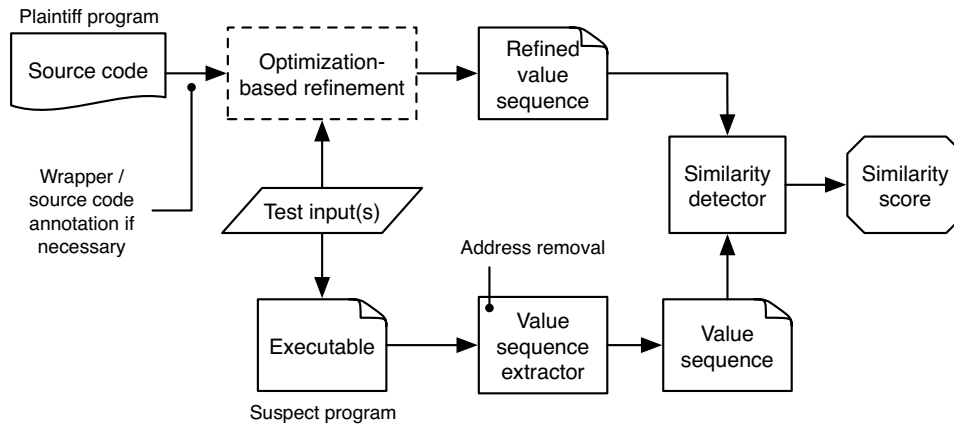 Plaintiff program
Source code
Optimization-
based refinement
Refined
value
sequence
Wrapper /
source code
annotation if
necessary
Test input(s)
Similarity
detector
Similarity
score
Address removal
Executable
Value
sequence
extractor
Value
sequence
Suspect program